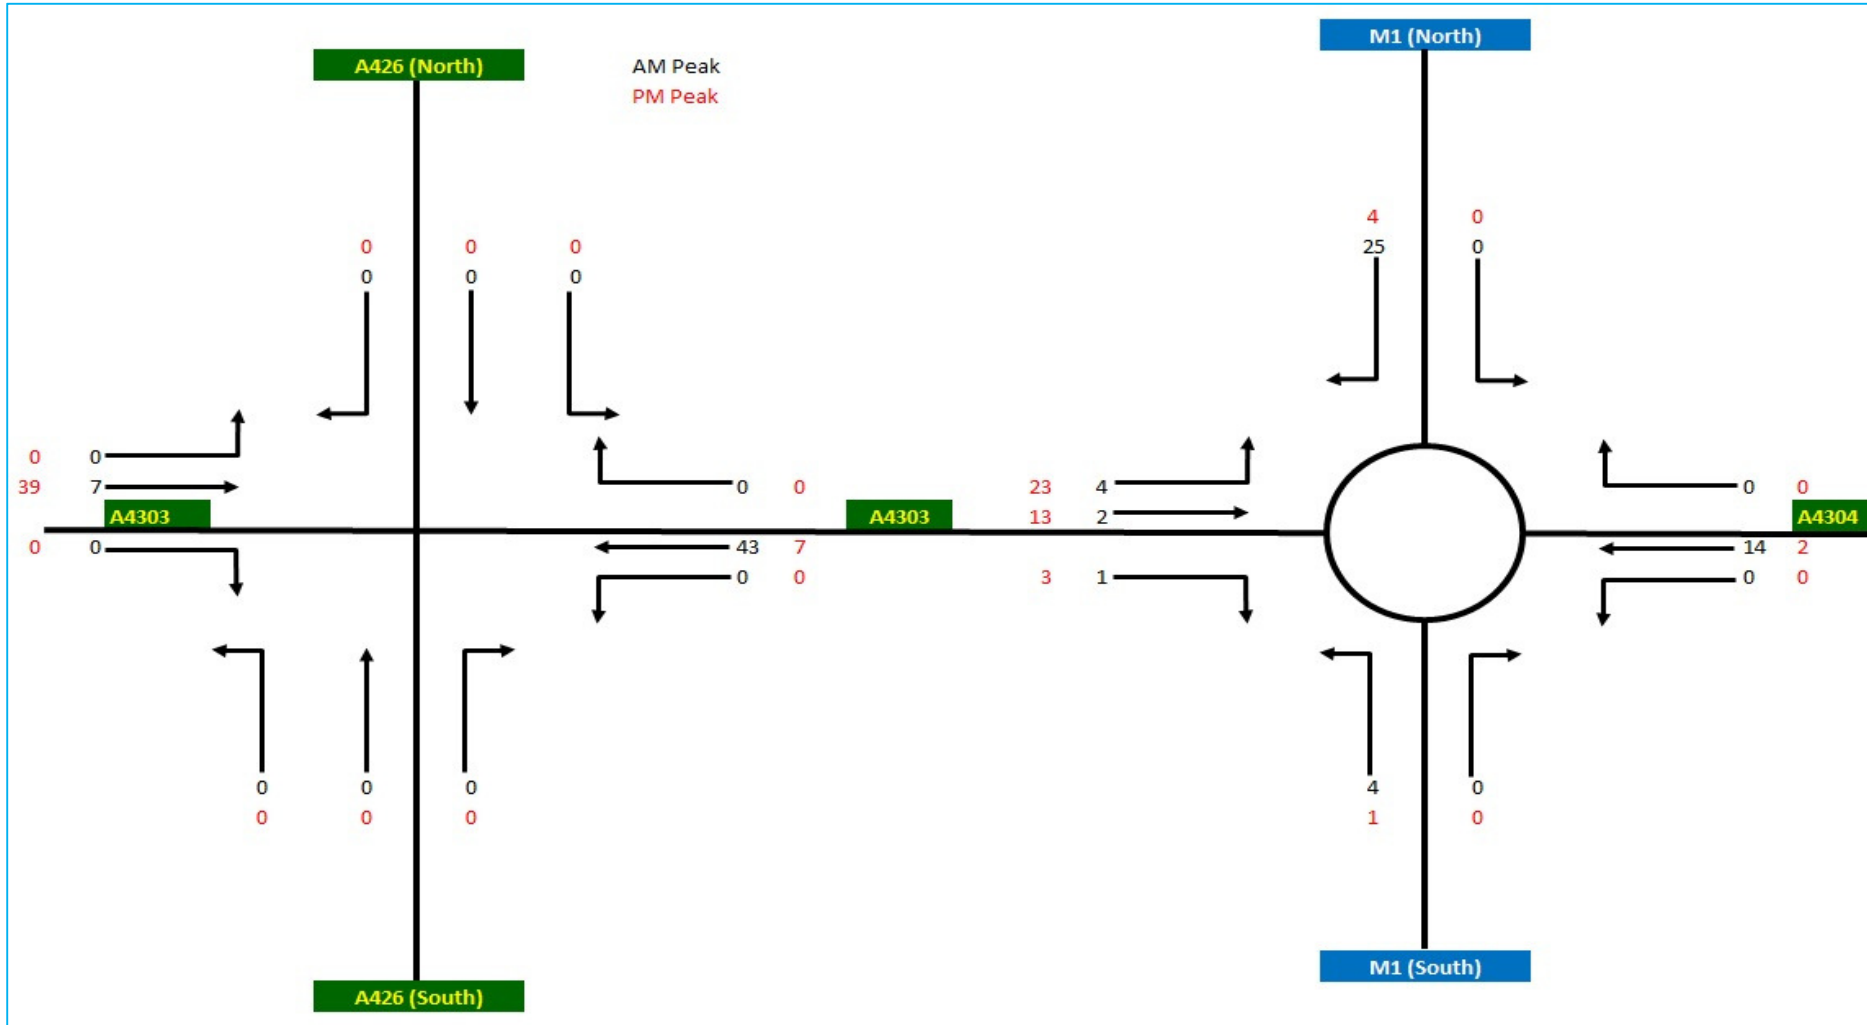 M1 (North)
A426 (North)
AM Peak
PM Peak
4 0
25 0
0 0 0
0 0 0
0 0
39 7
A4303
0 0
0 0
43 7
0 0
A4303
23 4
13 2
3 1
0 0
A4304
14 2
0 0
0 0 0
0 0 0
4 0
1 0
M1 (South)
A426 (South)